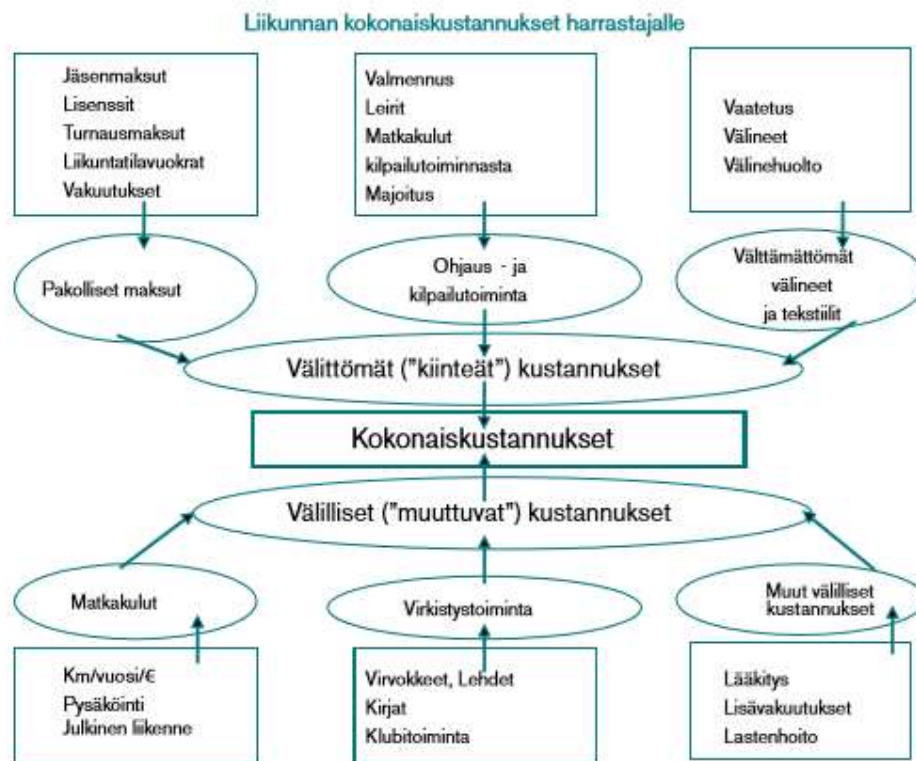 Liikunnan kokonaiskustannukset harrastajalle
Jäsenmaksut
Lisenssit
Turnausmaksut
Liikuntatilavuokrat
Vakuutukset
Valmennus
Leirit
Matkakulut
kilpailutoiminnasta
Majoitus
Vaatetus
Välineet
Välinehuolto
Pakolliset maksut
Ohjaus - ja
kilpailutoiminta
Välttämättömät
välineet
ja tekstiilit
Välittömät ("kiinteät") kustannukset
Kokonaiskustannukset
Välilliset ("muuttuvat") kustannukset
Matkakulut
Virkistystoiminta
Muut välilliset
kustannukset
Km/vuosi/€
Pysäköinti
Julkinen liikenne
Virvokkeet, Lehdet
Kirjat
Klubitoiminta
Lääkitys
Lisävakuutukset
Lastenhoito